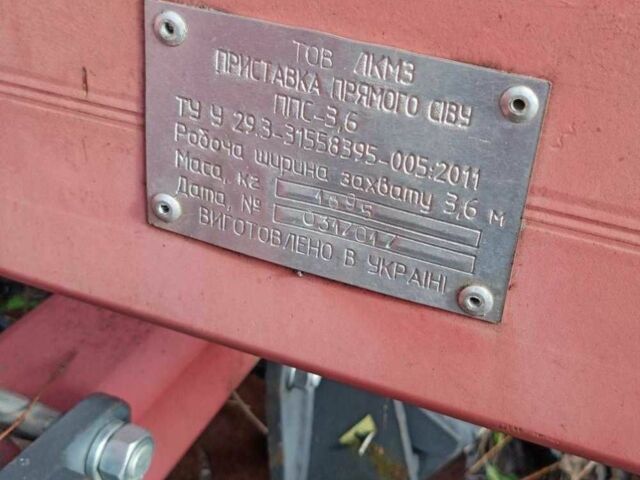 ТОВ ЛКМЗ
ПРИСТАВКА ПРЯМОГО СІВУ
ППС-3,6
ТУ У 29.3-31558395-005:2011
Робоча ширина захвату 3,6 м
Маса, кг 1695
Дата, №
ВИГОТОВЛЕНО В УКРАЇНІ